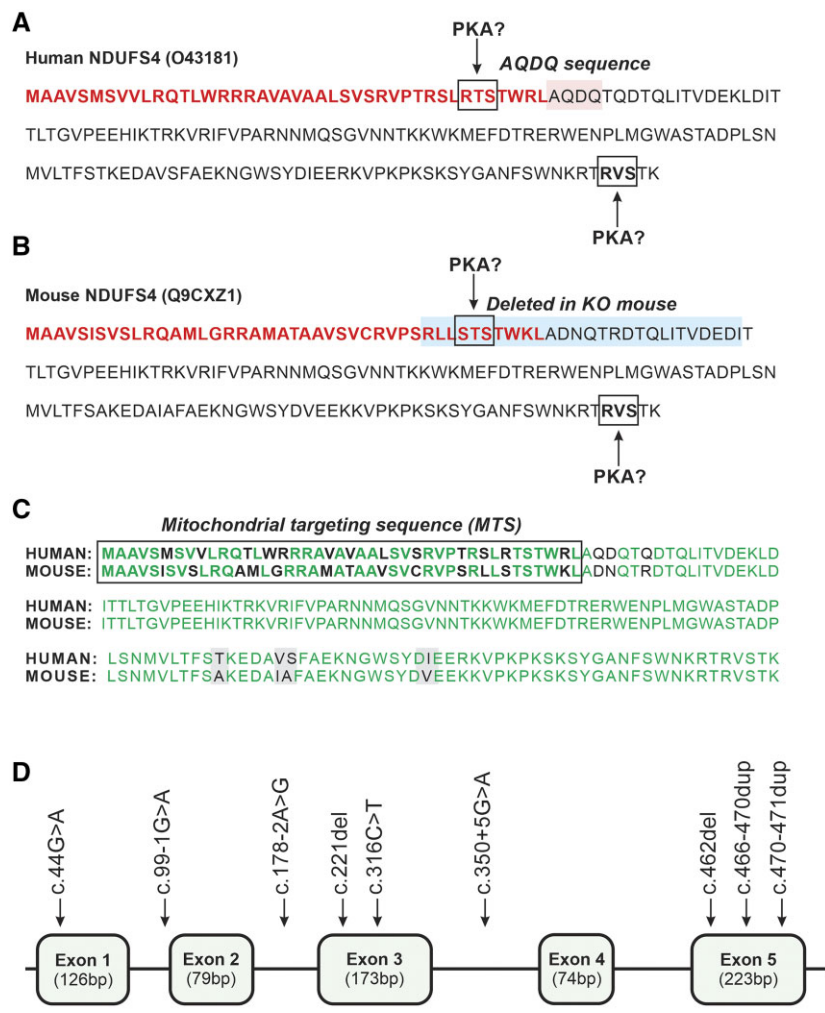 A
PKA?
Human NDUFS4 (O43181)
AQDQ sequence
MAAVSMSVVLRQTLWRRRAVAVAALSVSRVPTRSLRTSTWRLAQDQTQDTQLITVDEKLDIT
TLTGVPEEHIKTRKVRIFVPARNNMQSGVNNTKKWKMEFDTRERWENPLMGWASTADPLSN
MVLTFSTKEDAVSFAEKNGWSYDIEERKVPKPKSKSYGANFSWNKRTRVSTK
PKA?
B
PKA?
Mouse NDUFS4 (Q9CXZ1)
Deleted in KO mouse
MAAVSISVSLRQAMLGRRAMATAAVSVCRVPSRLLSTSTWKLADNQTRDTQLITVDEDIT
TLTGVPEEHIKTRKVRIFVPARNNMQSGVNNTKKWKMEFDTRERWENPLMGWASTADPLSN
MVLTFSAKEDAIAFAEKNGWSYDVEEKKVPKPKSKSYGANFSWNKRTRVSTK
PKA?
C
Mitochondrial targeting sequence (MTS)
HUMAN: MAAVSMSVVLRQTLWRRRAVAVAALSVSRVPTRSLRTSTWRLAQDQTQDTQLITVDEKLD
MOUSE: MAAVSISVSLRQAMLGRRAMATAAVSVCRVPSRLLSTSTWKLADNQTRDTQLITVDEKLD
HUMAN: ITTLTGVPEEHIKTRKVRIFVPARNNMQSGVNNTKKWKMEFDTRERWENPLMGWASTADP
MOUSE: ITTLTGVPEEHIKTRKVRIFVPARNNMQSGVNNTKKWKMEFDTRERWENPLMGWASTADP
HUMAN: LSNMVLTFSTKEDAVSFAEKNGWSYDIEERKVPKPKSKSYGANFSWNKRTRVSTK
MOUSE: LSNMVLTFSAKEDAIAFAEKNGWSYDVEEKKVPKPKSKSYGANFSWNKRTRVSTK
D
c.44G>A
c.99-1G>A
c.178-2A>G
c.221del
c.316C>T
c.350+5G>A
c.462del
c.466-470dup
c.470-471dup
Exon 1
(126bp)
Exon 2
(79bp)
Exon 3
(173bp)
Exon 4
(74bp)
Exon 5
(223bp)